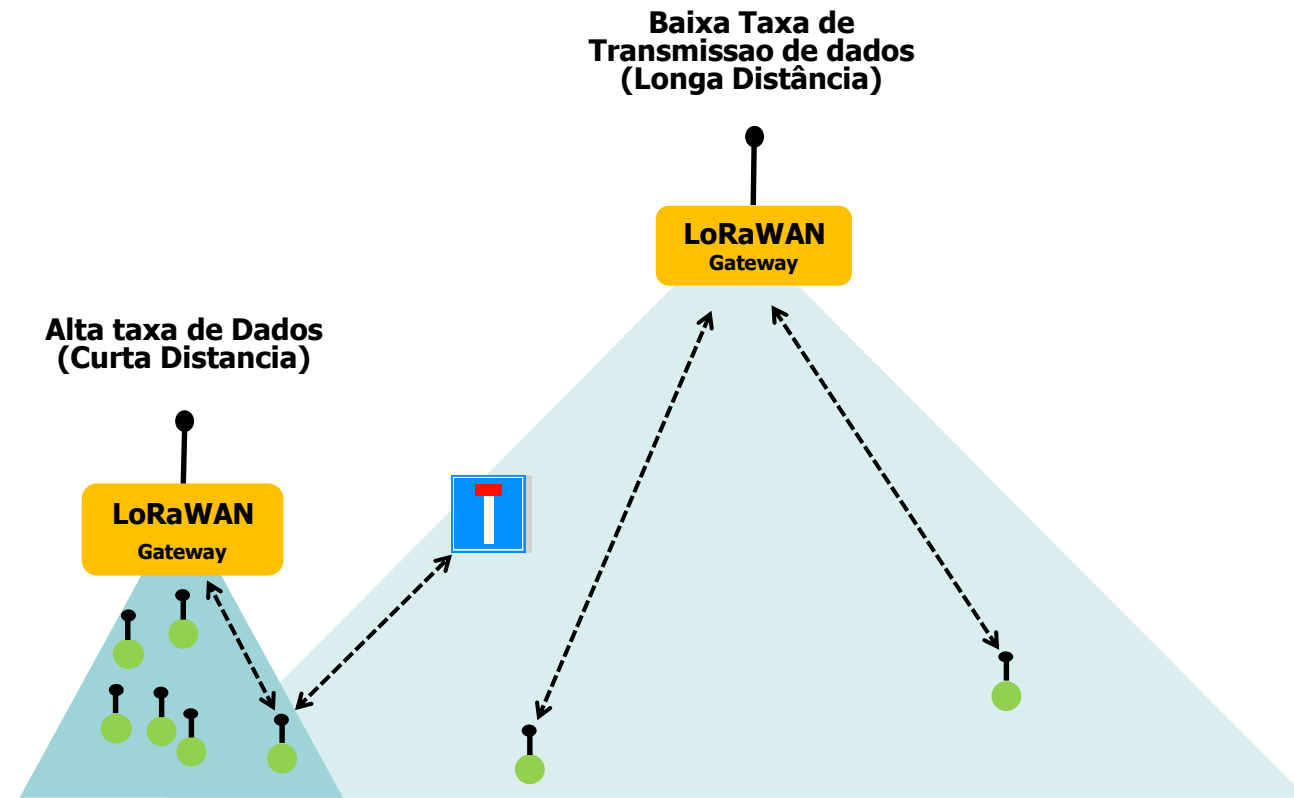 Baixa Taxa de
Transmissao de dados
(Longa Distância)
LoRaWAN
Gateway
Alta taxa de Dados
(Curta Distancia)
LoRaWAN
Gateway